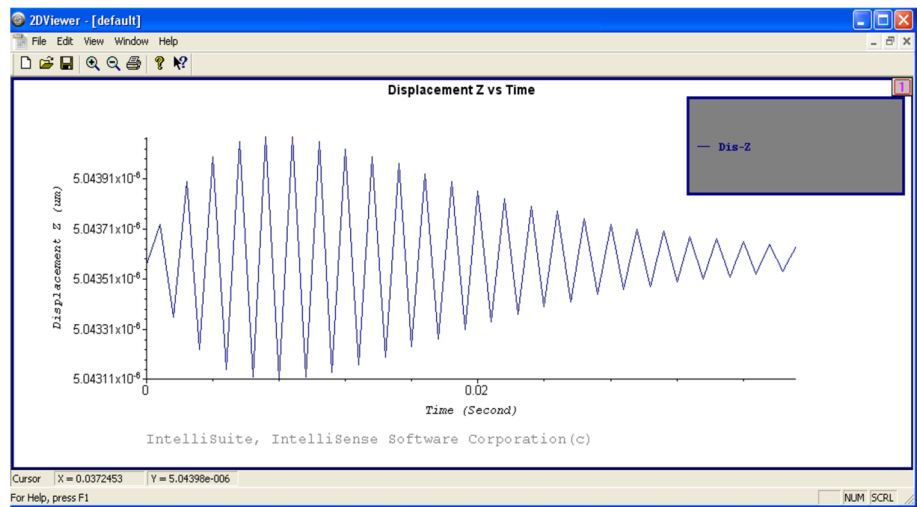 2DViewer - [default]
File Edit View Window Help
1
Displacement Z vs Time
Dis-Z
Displacement Z (um)
5.04391x10⁻⁶
5.04371x10⁻⁶
5.04351x10⁻⁶
5.04331x10⁻⁶
5.04311x10⁻⁶
0 0.02
Time (Second)
IntelliSuite, IntelliSense Software Corporation(c)
Cursor X = 0.0372453 Y = 5.04398e-006
For Help, press F1 NUM SCRL